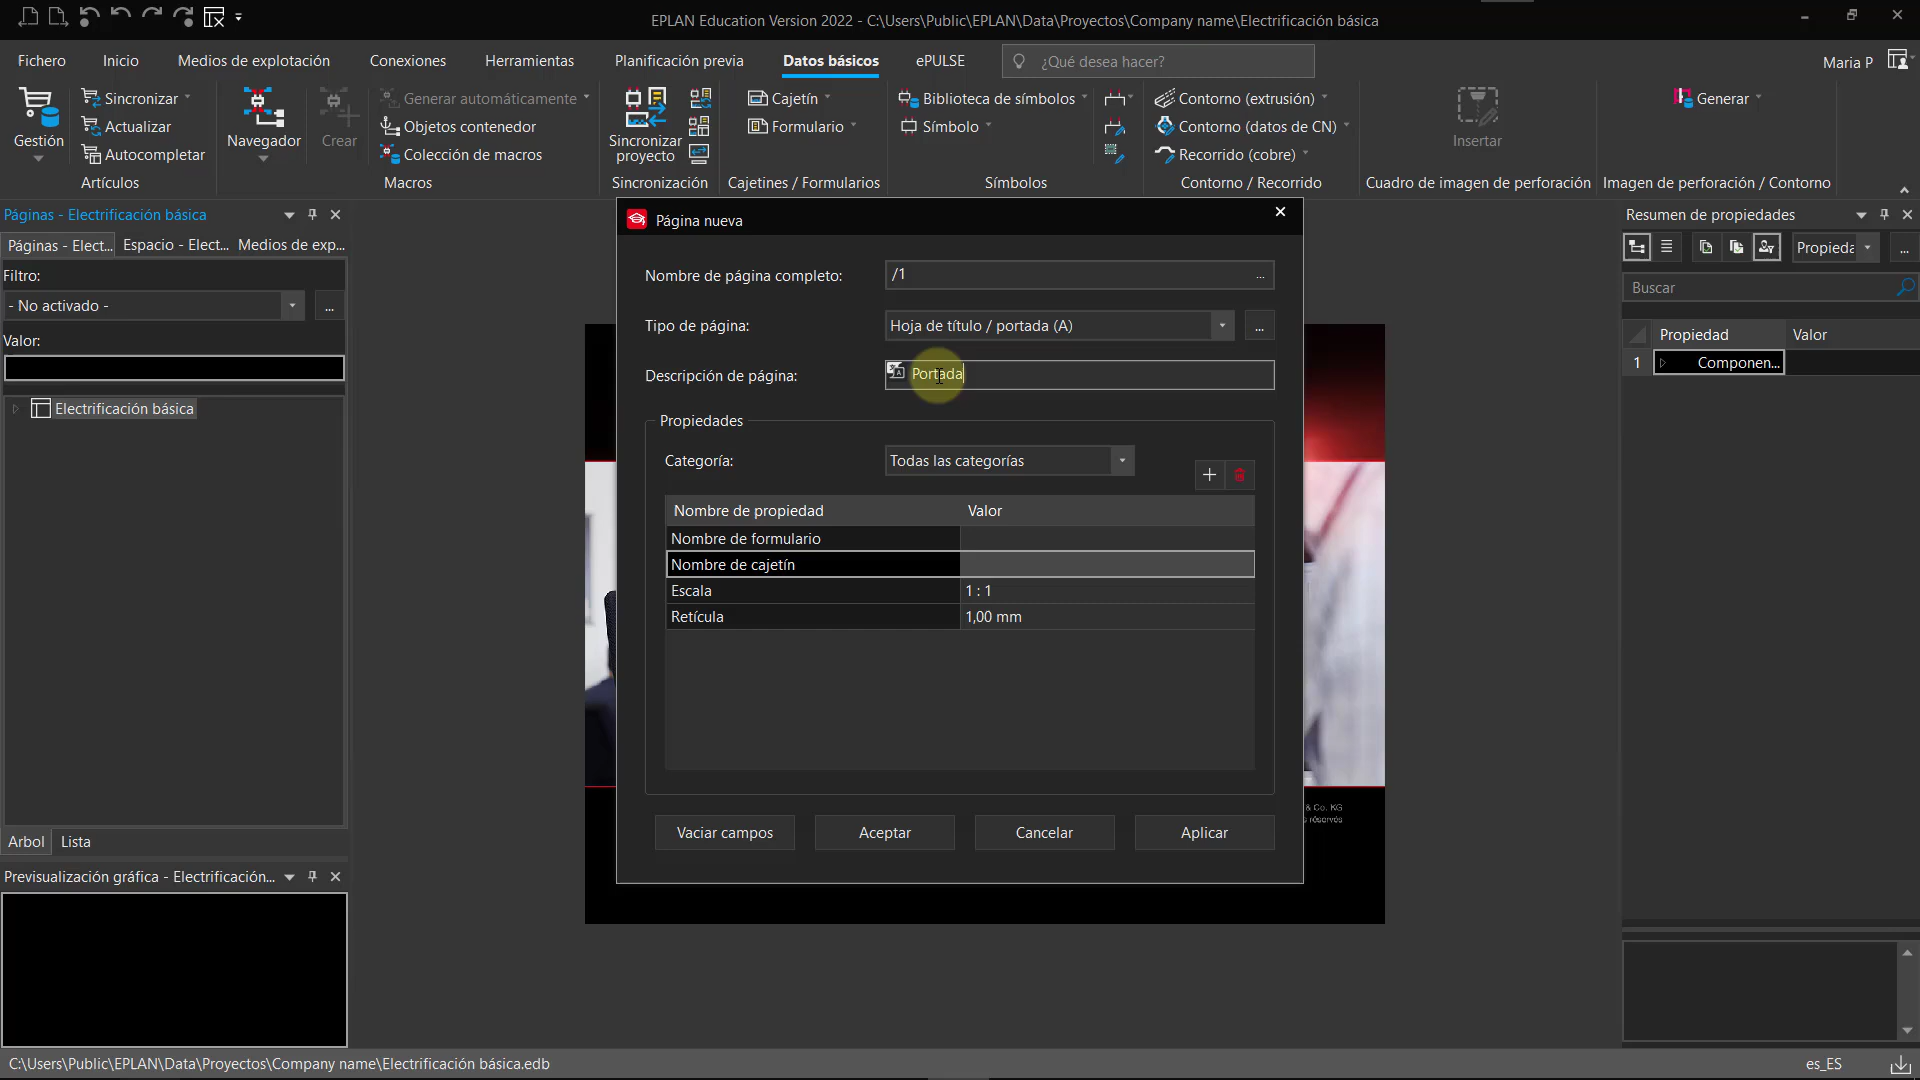 EPLAN Education Version 2022 - C:\Users\Public\EPLAN\Data\Proyectos\Company name\Electrificación básica
Fichero
Inicio
Medios de explotación
Conexiones
Herramientas
Planificación previa
Datos básicos
ePULSE
¿Qué desea hacer?
Maria P
Gestión
Sincronizar
Actualizar
Autocompletar
Artículos
Navegador
Crear
Generar automáticamente
Objetos contenedor
Colección de macros
Macros
Sincronizar
proyecto
Sincronización
Cajetín
Formulario
Cajetines / Formularios
Biblioteca de símbolos
Símbolo
Símbolos
Contorno (extrusión)
Contorno (datos de CN)
Recorrido (cobre)
Contorno / Recorrido
Insertar
Cuadro de imagen de perforación
Generar
Imagen de perforación / Contorno
Páginas - Electrificación básica
Páginas - Elect...
Espacio - Elect...
Medios de exp...
Filtro:
- No activado -
...
Valor:
Electrificación básica
Arbol
Lista
Previsualización gráfica - Electrificación...
Página nueva
Nombre de página completo:
/1
...
Tipo de página:
Hoja de título / portada (A)
...
Descripción de página:
Portada
Propiedades
Categoría:
Todas las categorías
Nombre de propiedad
Valor
Nombre de formulario
Nombre de cajetín
Escala
1 : 1
Retícula
1,00 mm
Vaciar campos
Aceptar
Cancelar
Aplicar
& Co. KG
Resumen de propiedades
Propieda
...
Buscar
Propiedad
Valor
1
Componen...
C:\Users\Public\EPLAN\Data\Proyectos\Company name\Electrificación básica.edb
es_ES